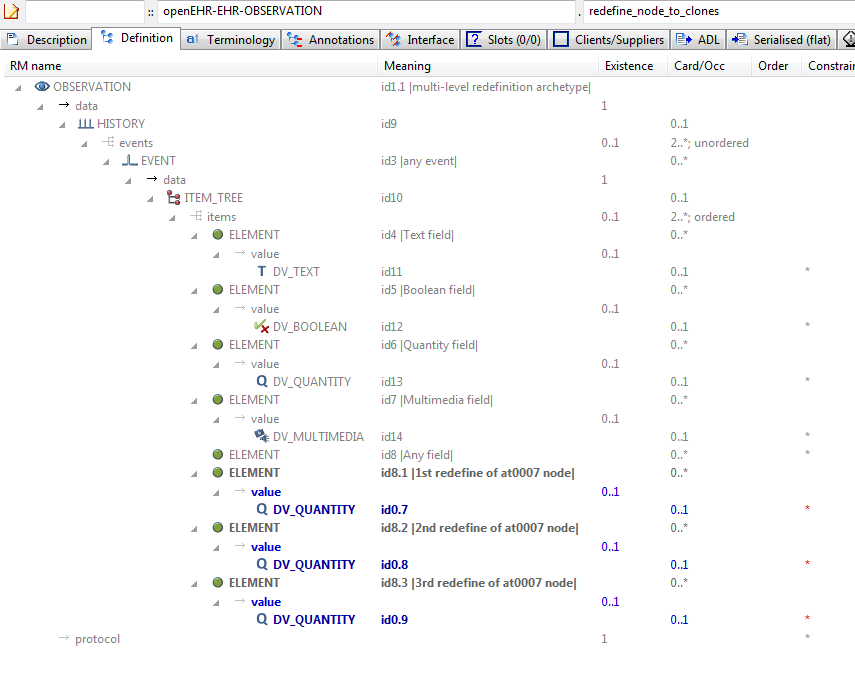 :: openEHR-EHR-OBSERVATION . redefine_node_to_clones
Description Definition Terminology Annotations Interface Slots (0/0) Clients/Suppliers ADL Serialised (flat)
RM name Meaning Existence Card/Occ Order Constrain
OBSERVATION id1.1 |multi-level redefinition archetype|
data 1
HISTORY id9 0..1
events 0..1 2..*; unordered
EVENT id3 |any event| 0..*
data 1
ITEM_TREE id10 0..1
items 0..1 2..*; ordered
ELEMENT id4 |Text field| 0..*
value 0..1
T DV_TEXT id11 0..1 *
ELEMENT id5 |Boolean field| 0..*
value 0..1
DV_BOOLEAN id12 0..1 *
ELEMENT id6 |Quantity field| 0..*
value 0..1
Q DV_QUANTITY id13 0..1 *
ELEMENT id7 |Multimedia field| 0..*
value 0..1
DV_MULTIMEDIA id14 0..1 *
ELEMENT id8 |Any field| 0..* *
ELEMENT id8.1 |1st redefine of at0007 node| 0..*
value 0..1
Q DV_QUANTITY id0.7 0..1 *
ELEMENT id8.2 |2nd redefine of at0007 node| 0..*
value 0..1
Q DV_QUANTITY id0.8 0..1 *
ELEMENT id8.3 |3rd redefine of at0007 node| 0..*
value 0..1
Q DV_QUANTITY id0.9 0..1 *
protocol 1 *